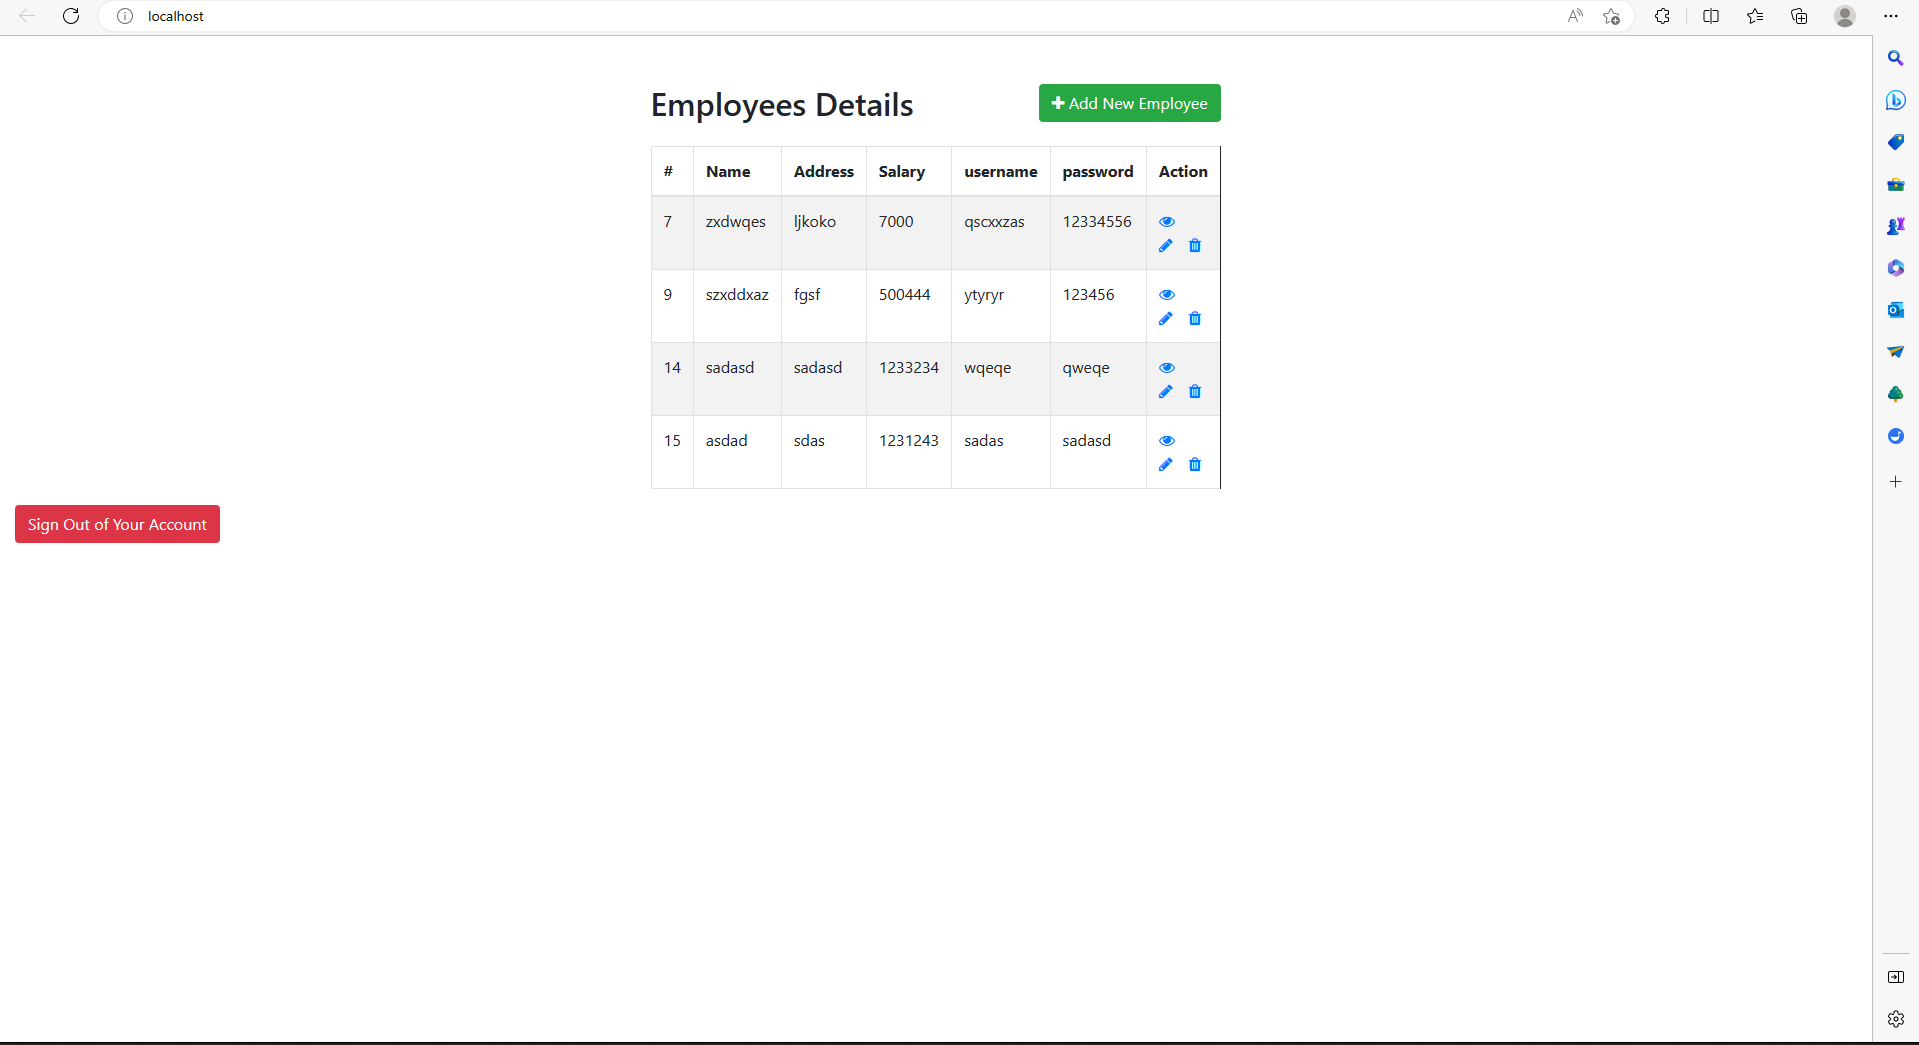 localhost
Employees Details
Add New Employee
# Name Address Salary username password Action
7 zxdwqes ljkoko 7000 qscxxzas 12334556
9 szxddxaz fgsf 500444 ytyryr 123456
14 sadasd sadasd 1233234 wqeqe qweqe
15 asdad sdas 1231243 sadas sadasd
Sign Out of Your Account